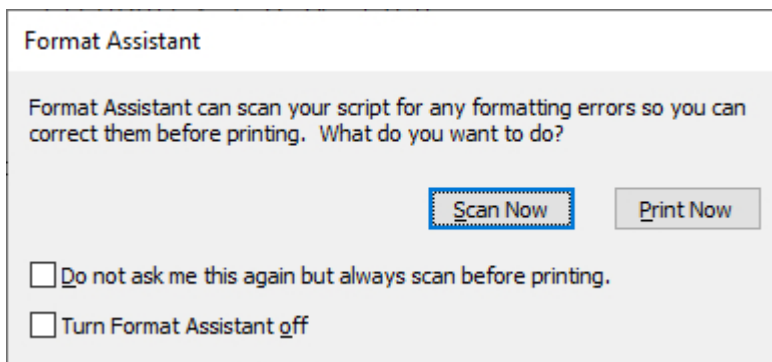 Format Assistant
Format Assistant can scan your script for any formatting errors so you can
correct them before printing.  What do you want to do?
Scan Now
Print Now
Do not ask me this again but always scan before printing.
Turn Format Assistant off